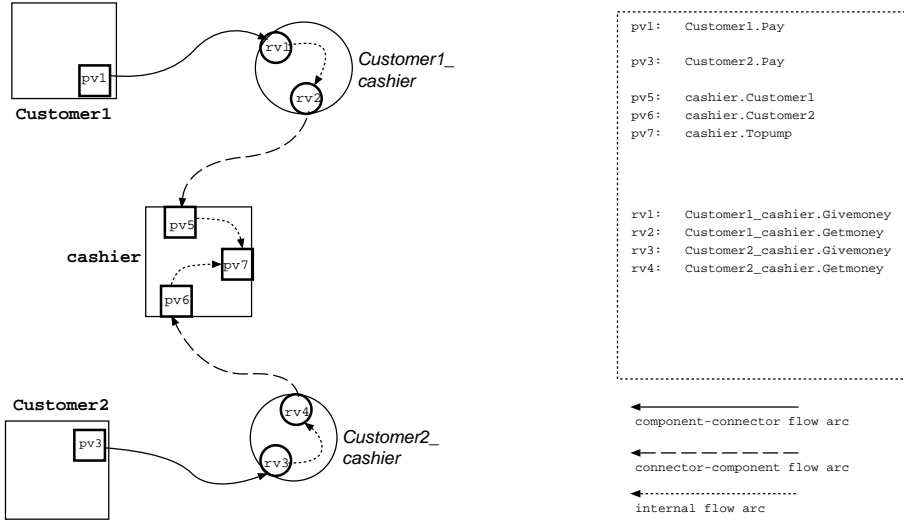 pv1
Customer1
rv1
rv2
Customer1_
cashier
pv5
pv7
pv6
cashier
Customer2
pv3
rv4
rv3
Customer2_
cashier
pv1: Customer1.Pay
pv3: Customer2.Pay
pv5: cashier.Customer1
pv6: cashier.Customer2
pv7: cashier.Topump
rv1: Customer1_cashier.Givemoney
rv2: Customer1_cashier.Getmoney
rv3: Customer2_cashier.Givemoney
rv4: Customer2_cashier.Getmoney
component-connector flow arc
connector-component flow arc
internal flow arc